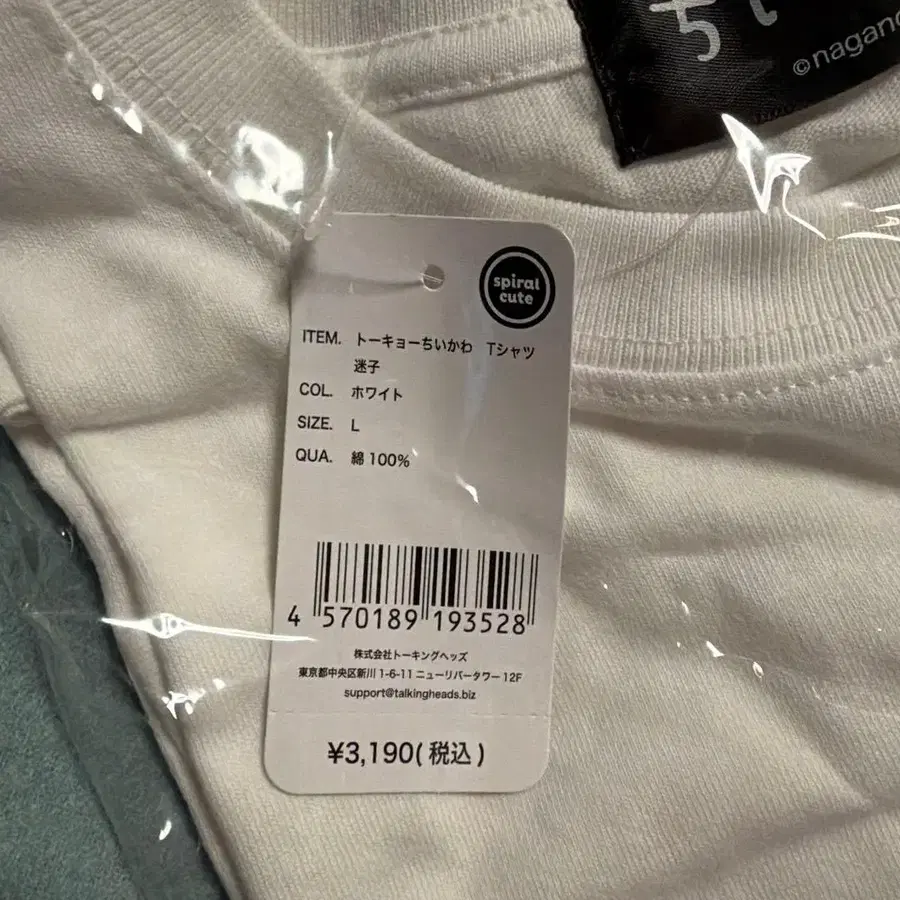 ち
©nagano
spiral
cute
ITEM. トーキョーちいかわ Tシャツ
迷子
COL. ホワイト
SIZE. L
QUA. 綿100%
4 570189 193528
株式会社トーキングヘッズ
東京都中央区新川1-6-11 ニューリバータワー12F
support@talkingheads.biz
¥3,190(税込)